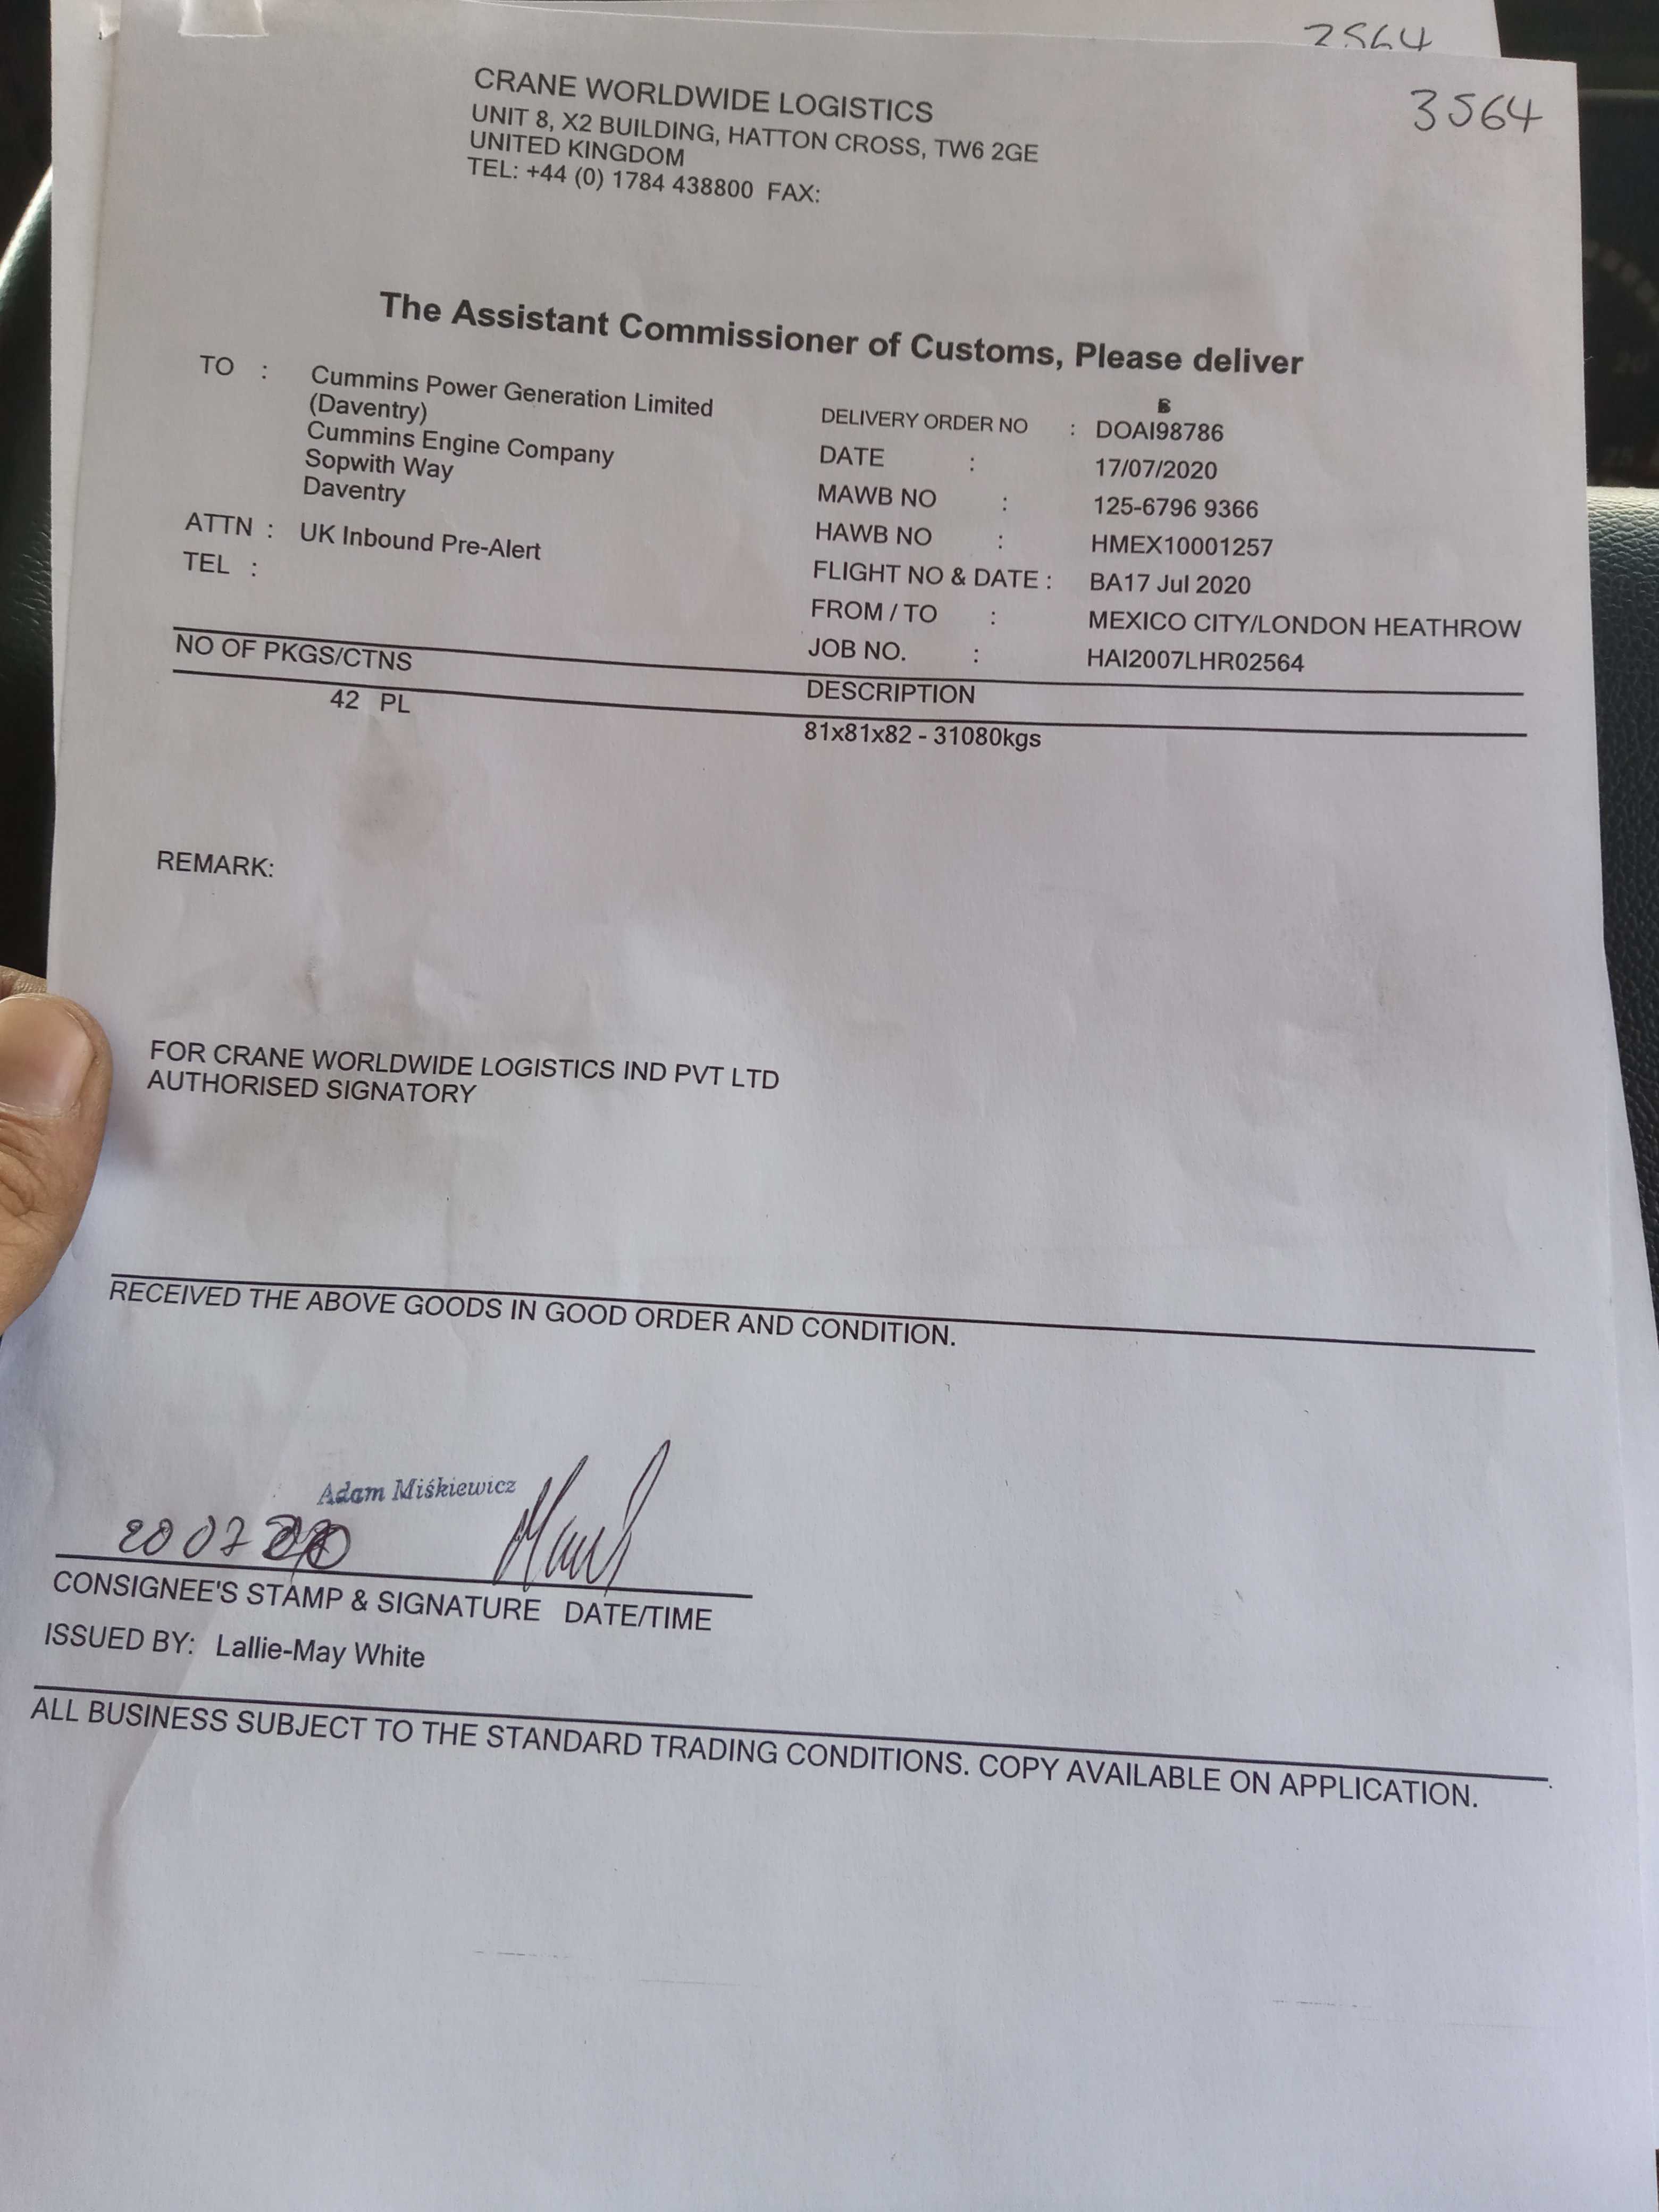 2564
3564
CRANE WORLDWIDE LOGISTICS
UNIT 8, X2 BUILDING, HATTON CROSS, TW6 2GE
UNITED KINGDOM
TEL: +44 (0) 1784 438800 FAX:
The Assistant Commissioner of Customs, Please deliver
TO : Cummins Power Generation Limited
(Daventry)
Cummins Engine Company
Sopwith Way
Daventry
ATTN : UK Inbound Pre-Alert
TEL :
DELIVERY ORDER NO : DOAI98786
DATE : 17/07/2020
MAWB NO : 125-6796 9366
HAWB NO : HMEX10001257
FLIGHT NO & DATE : BA17 Jul 2020
FROM / TO : MEXICO CITY/LONDON HEATHROW
JOB NO. : HAI2007LHR02564
NO OF PKGS/CTNS DESCRIPTION
42 PL 81x81x82 - 31080kgs
REMARK:
FOR CRANE WORLDWIDE LOGISTICS IND PVT LTD
AUTHORISED SIGNATORY
RECEIVED THE ABOVE GOODS IN GOOD ORDER AND CONDITION.
Adam Miśkiewicz
20 07 20
CONSIGNEE'S STAMP & SIGNATURE DATE/TIME
ISSUED BY: Lallie-May White
ALL BUSINESS SUBJECT TO THE STANDARD TRADING CONDITIONS. COPY AVAILABLE ON APPLICATION.